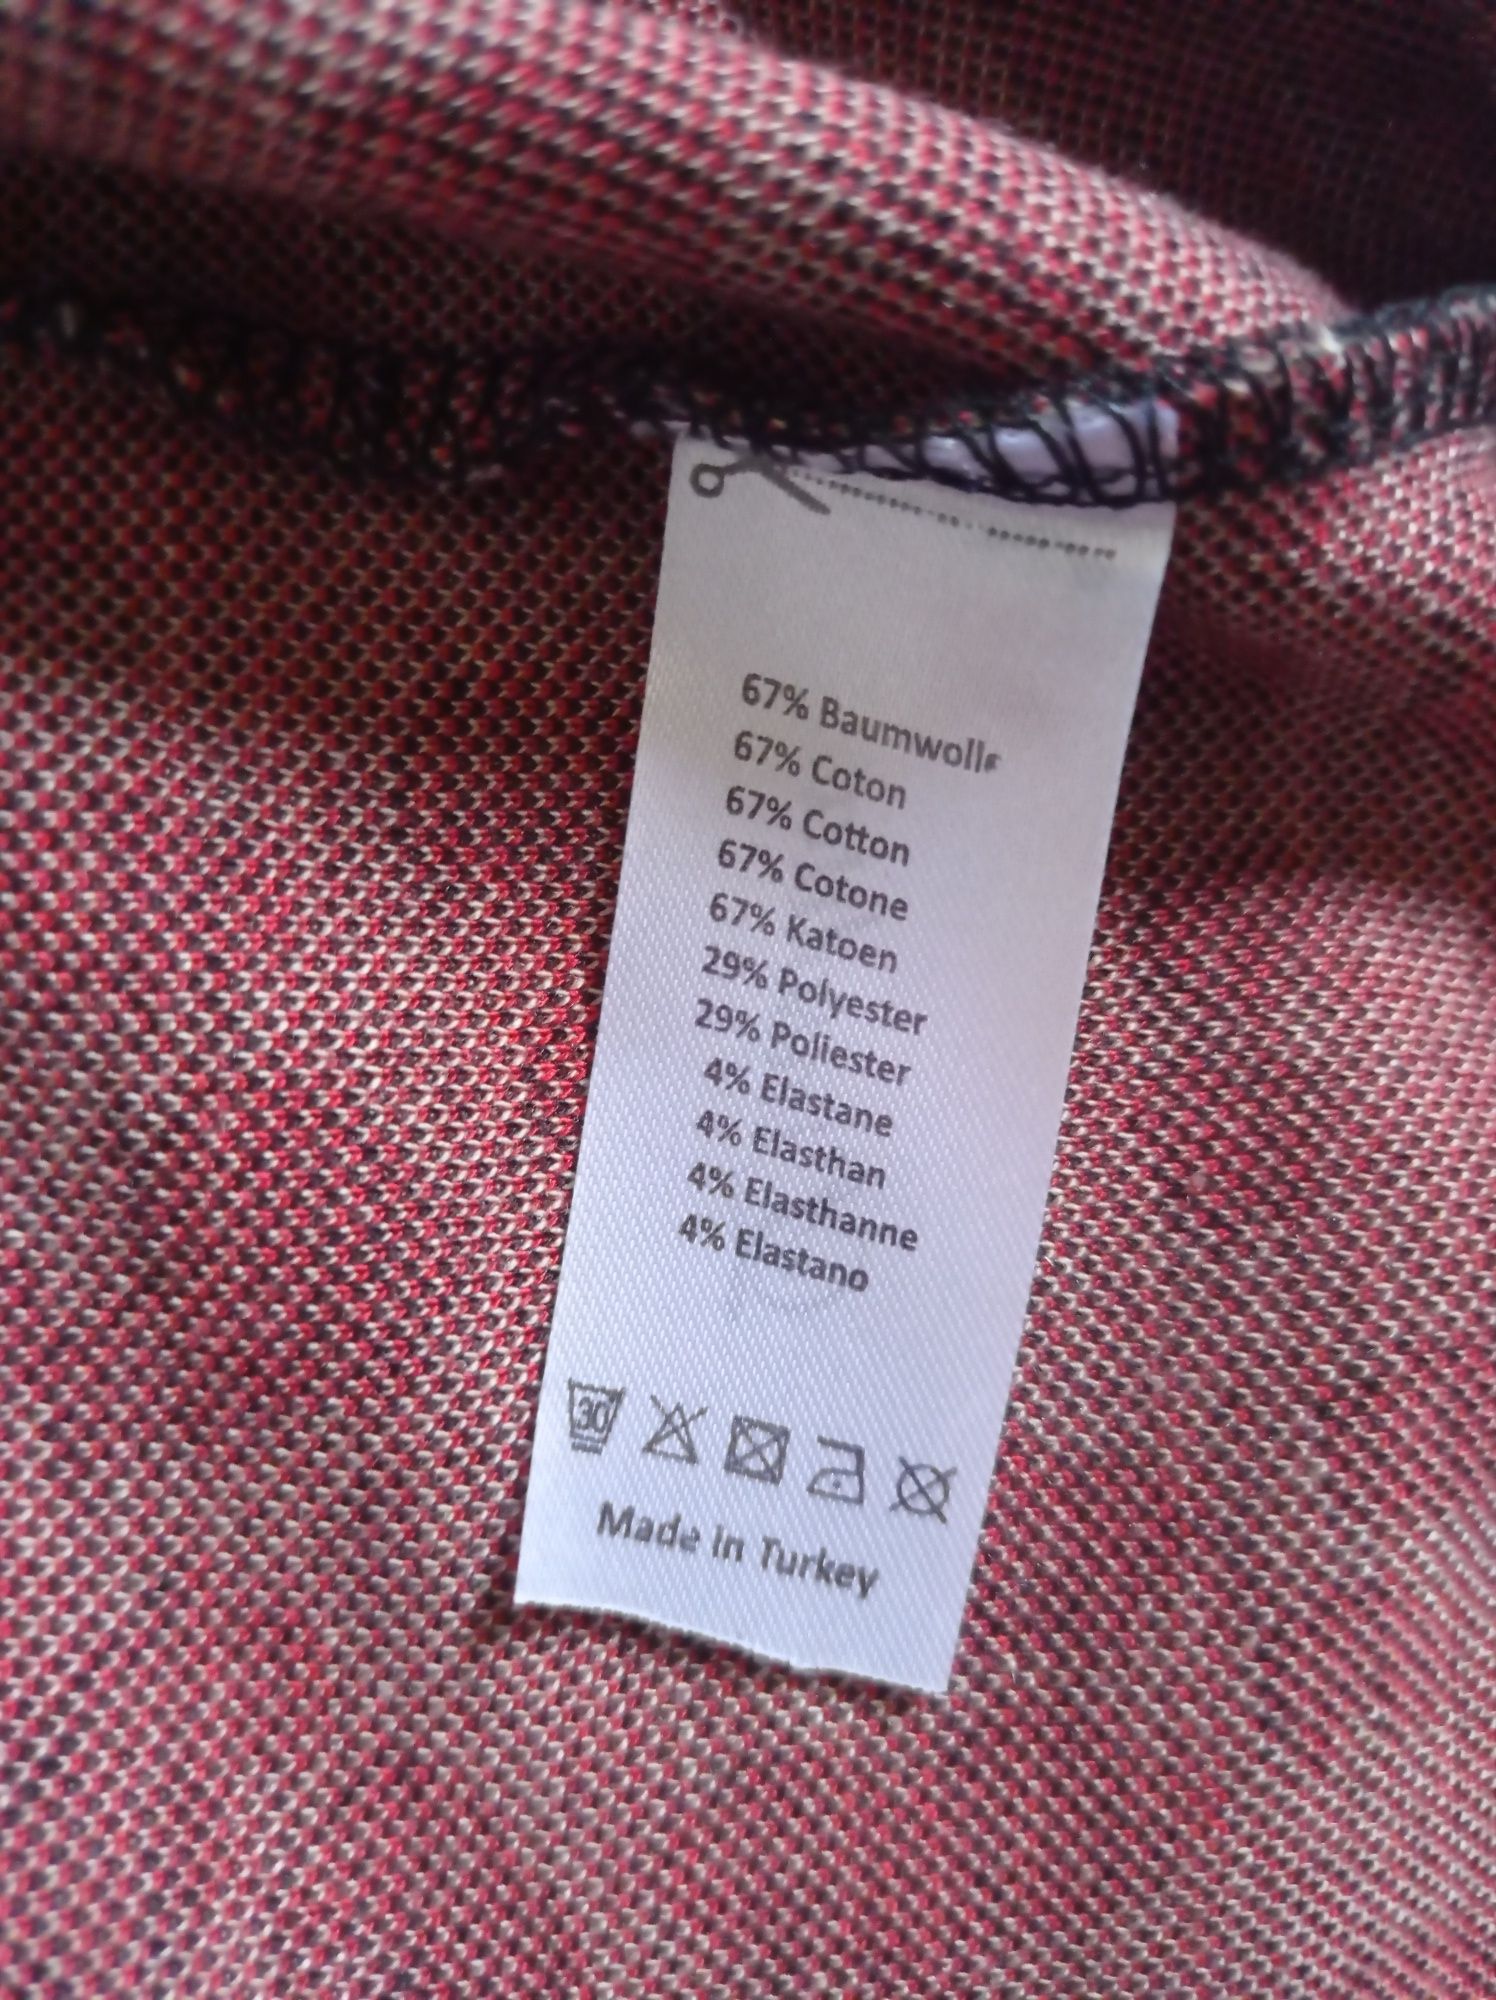 67% Baumwolle
67% Coton
67% Cotton
67% Cotone
67% Katoen
29% Polyester
29% Poliester
4% Elastane
4% Elasthan
4% Elasthanne
4% Elastano
30
Made in Turkey